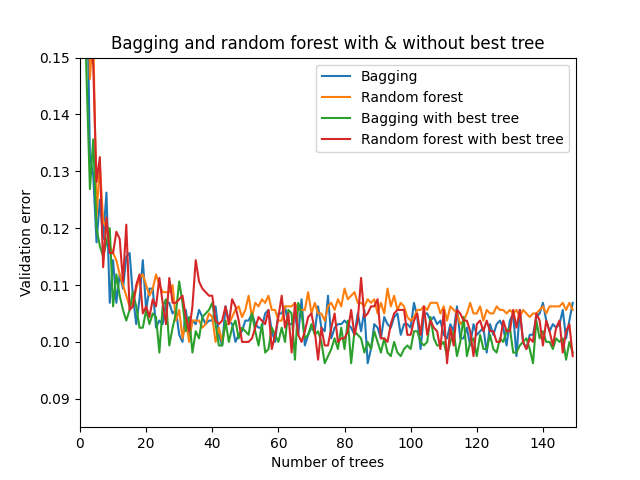 Bagging and random forest with & without best tree
Bagging
Random forest
Bagging with best tree
Random forest with best tree
Validation error
0.15
0.14
0.13
0.12
0.11
0.10
0.09
0 20 40 60 80 100 120 140
Number of trees